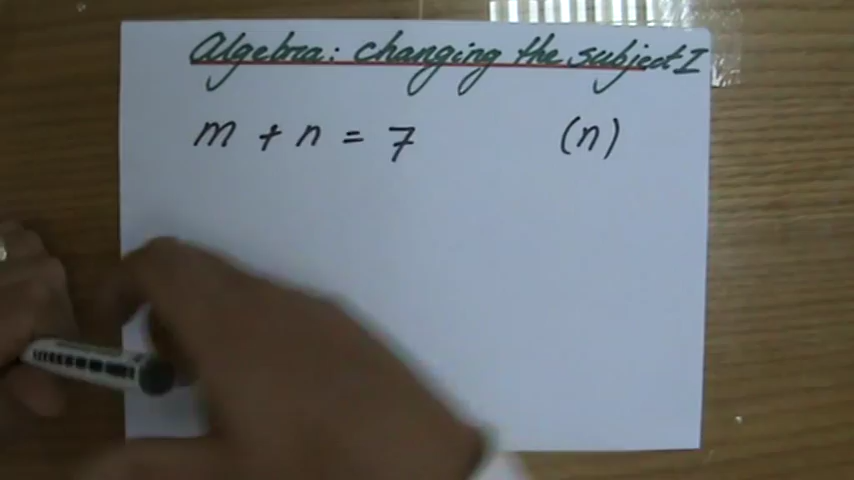 Algebra: changing the subject I
m + n = 7 (n)